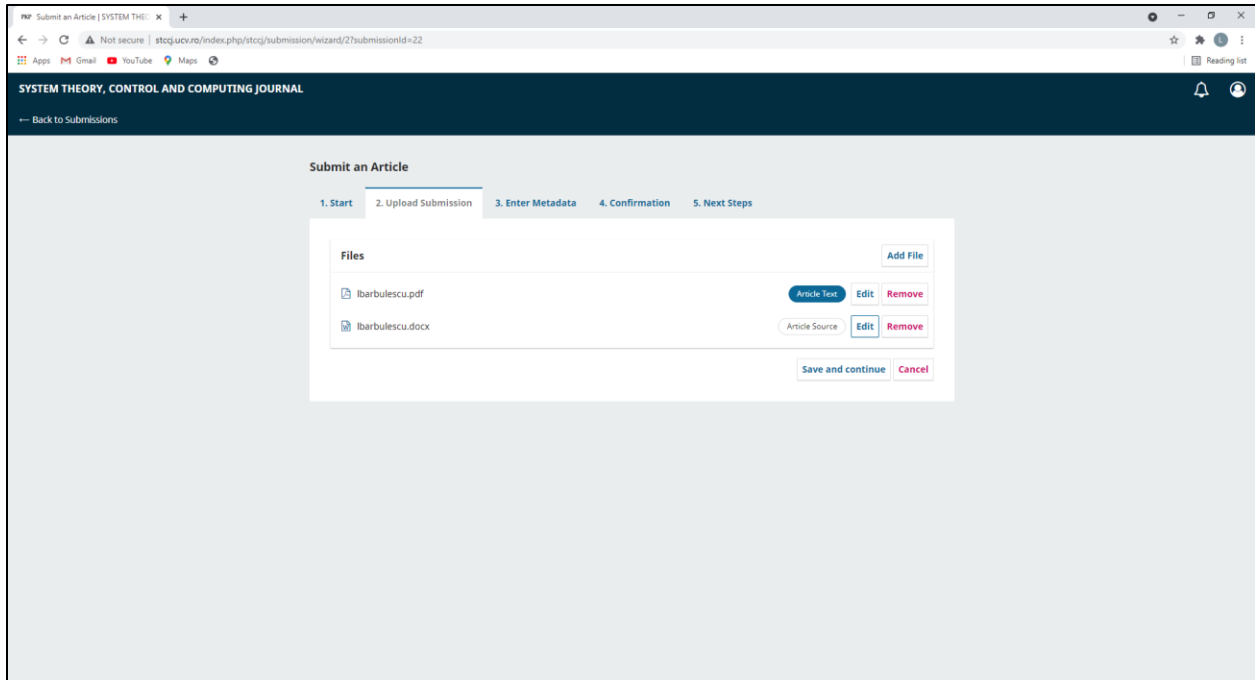 PKP Submit an Article | SYSTEM THEO
Not secure | stccj.ucv.ro/index.php/stccj/submission/wizard/2?submissionId=22
Apps Gmail YouTube Maps Reading list
SYSTEM THEORY, CONTROL AND COMPUTING JOURNAL
← Back to Submissions
Submit an Article
1. Start 2. Upload Submission 3. Enter Metadata 4. Confirmation 5. Next Steps
Files Add File
lbarbulescu.pdf Article Text Edit Remove
lbarbulescu.docx Article Source Edit Remove
Save and continue Cancel